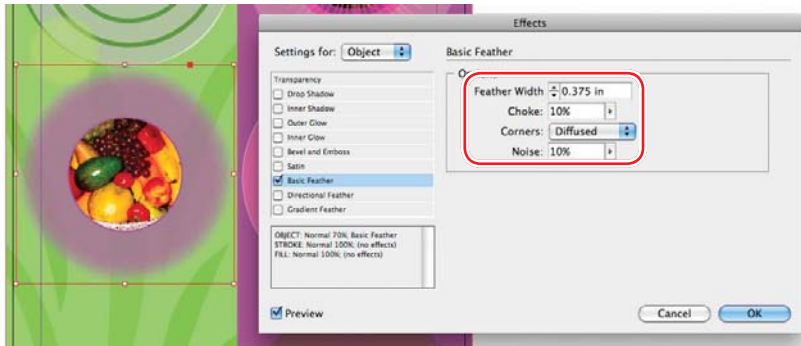 Effects
Settings for: Object
Basic Feather
Transparency
Drop Shadow
Inner Shadow
Outer Glow
Inner Glow
Bevel and Emboss
Satin
Basic Feather
Directional Feather
Gradient Feather
OBJECT: Normal 70%; Basic Feather
STROKE: Normal 100%; (no effects)
FILL: Normal 100%; (no effects)
Feather Width 0.375 in
Choke: 10%
Corners: Diffused
Noise: 10%
Preview
Cancel
OK